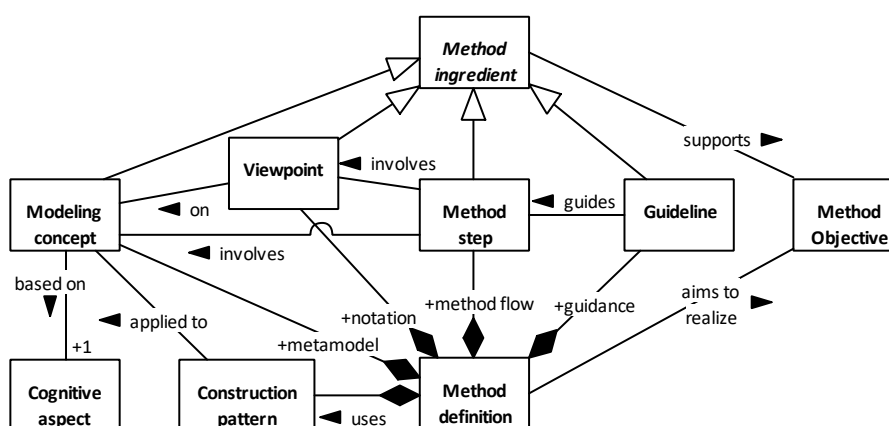 Method
ingredient
supports
Viewpoint
involves
Modeling
concept
on
Method
step
guides
Guideline
Method
Objective
involves
based on
+method flow
+guidance
aims to
realize
applied to
+notation
+metamodel
+1
Cognitive
aspect
Construction
pattern
uses
Method
definition